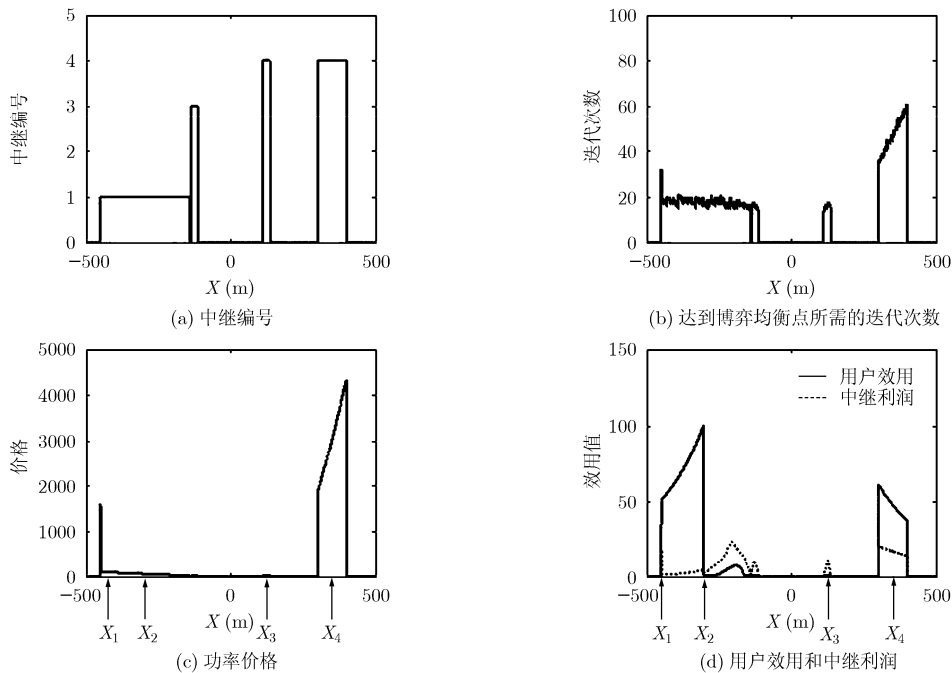 5
4
3
2
1
0
中继编号
−500
0
500
X (m)
(a) 中继编号
100
80
60
40
20
0
迭代次数
−500
0
500
X (m)
(b) 达到博弈均衡点所需的迭代次数
5000
4000
3000
2000
1000
0
价格
−500
0
500
X (m)
X1
X2
X3
X4
(c) 功率价格
150
100
50
0
效用值
用户效用
中继利润
−500
0
500
X (m)
X1
X2
X3
X4
(d) 用户效用和中继利润